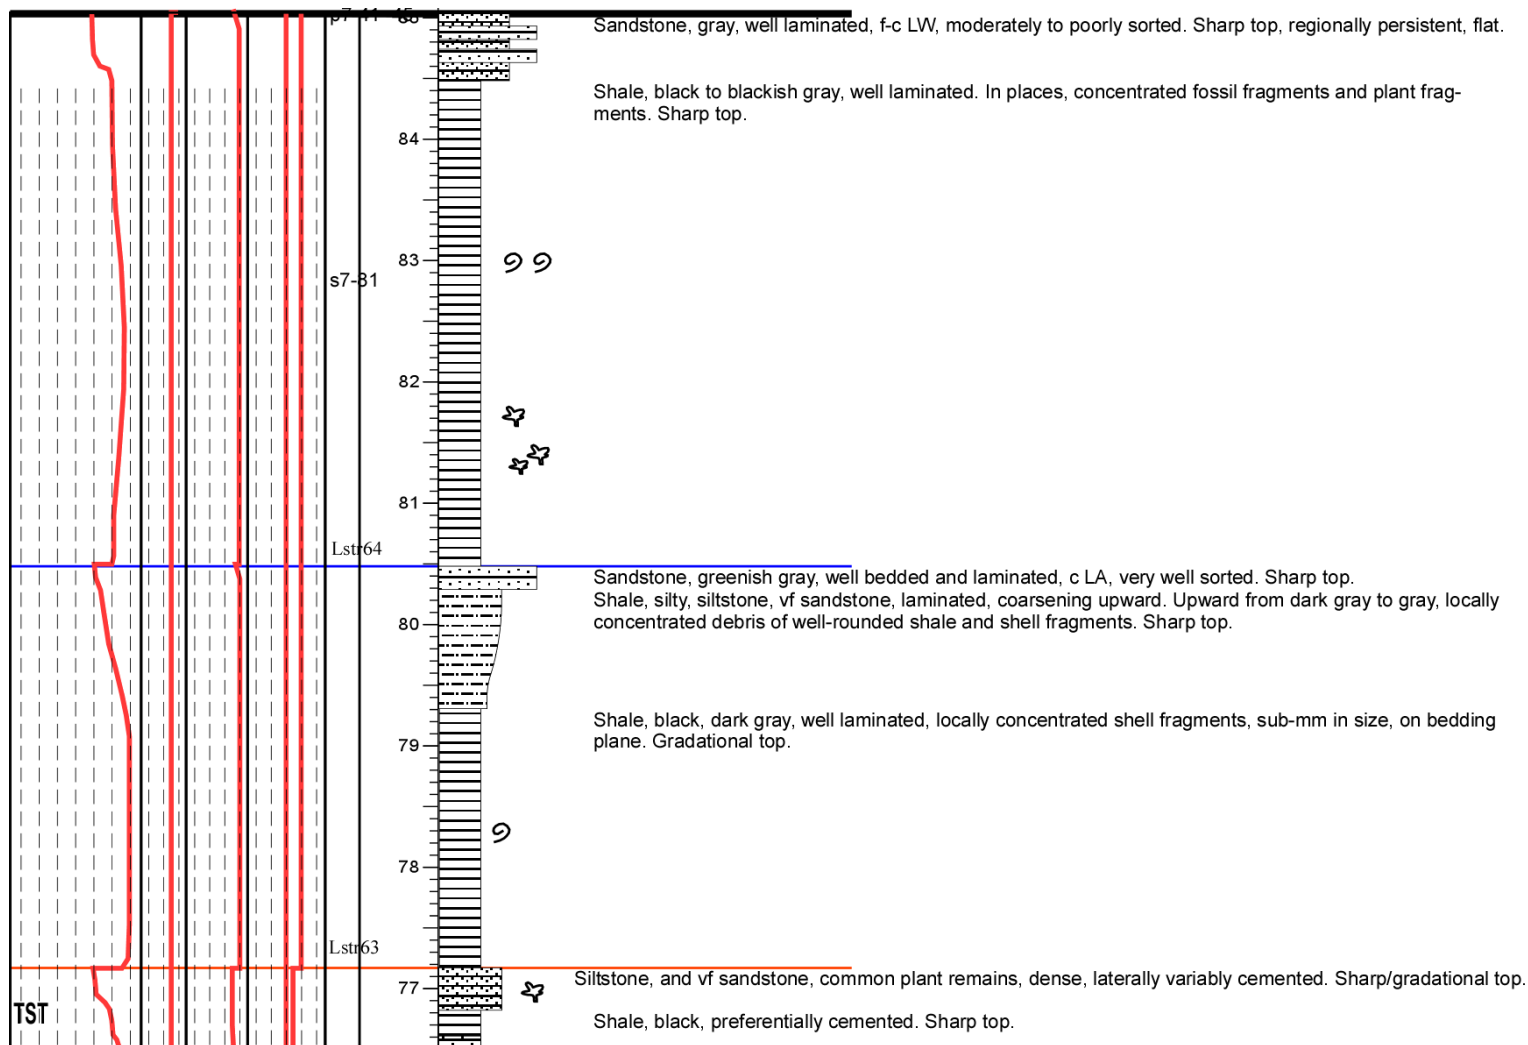 Sandstone, gray, well laminated, f-c LW, moderately to poorly sorted. Sharp top, regionally persistent, flat.
Shale, black to blackish gray, well laminated. In places, concentrated fossil fragments and plant frag-
ments. Sharp top.
84
83
s7-81
82
81
Lstr64
Sandstone, greenish gray, well bedded and laminated, c LA, very well sorted. Sharp top.
Shale, silty, siltstone, vf sandstone, laminated, coarsening upward. Upward from dark gray to gray, locally
80
concentrated debris of well-rounded shale and shell fragments. Sharp top.
Shale, black, dark gray, well laminated, locally concentrated shell fragments, sub-mm in size, on bedding
79
plane. Gradational top.
78
Lstr63
Siltstone, and vf sandstone, common plant remains, dense, laterally variably cemented. Sharp/gradational top.
77
TST
Shale, black, preferentially cemented. Sharp top.